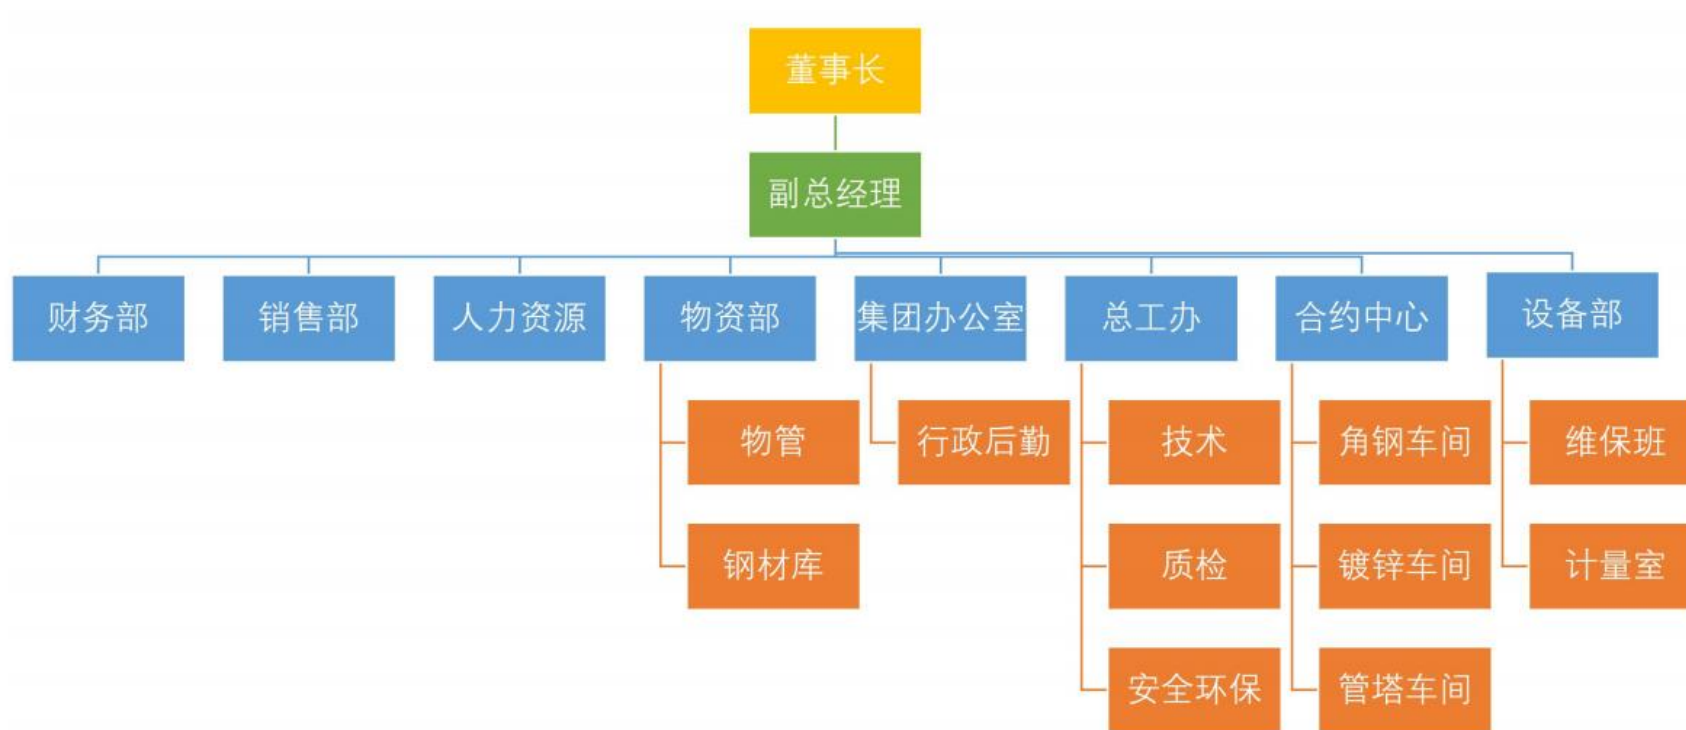 董事长
副总经理
财务部
销售部
人力资源
物资部
集团办公室
总工办
合约中心
设备部
物管
行政后勤
技术
角钢车间
维保班
钢材库
质检
镀锌车间
计量室
安全环保
管塔车间